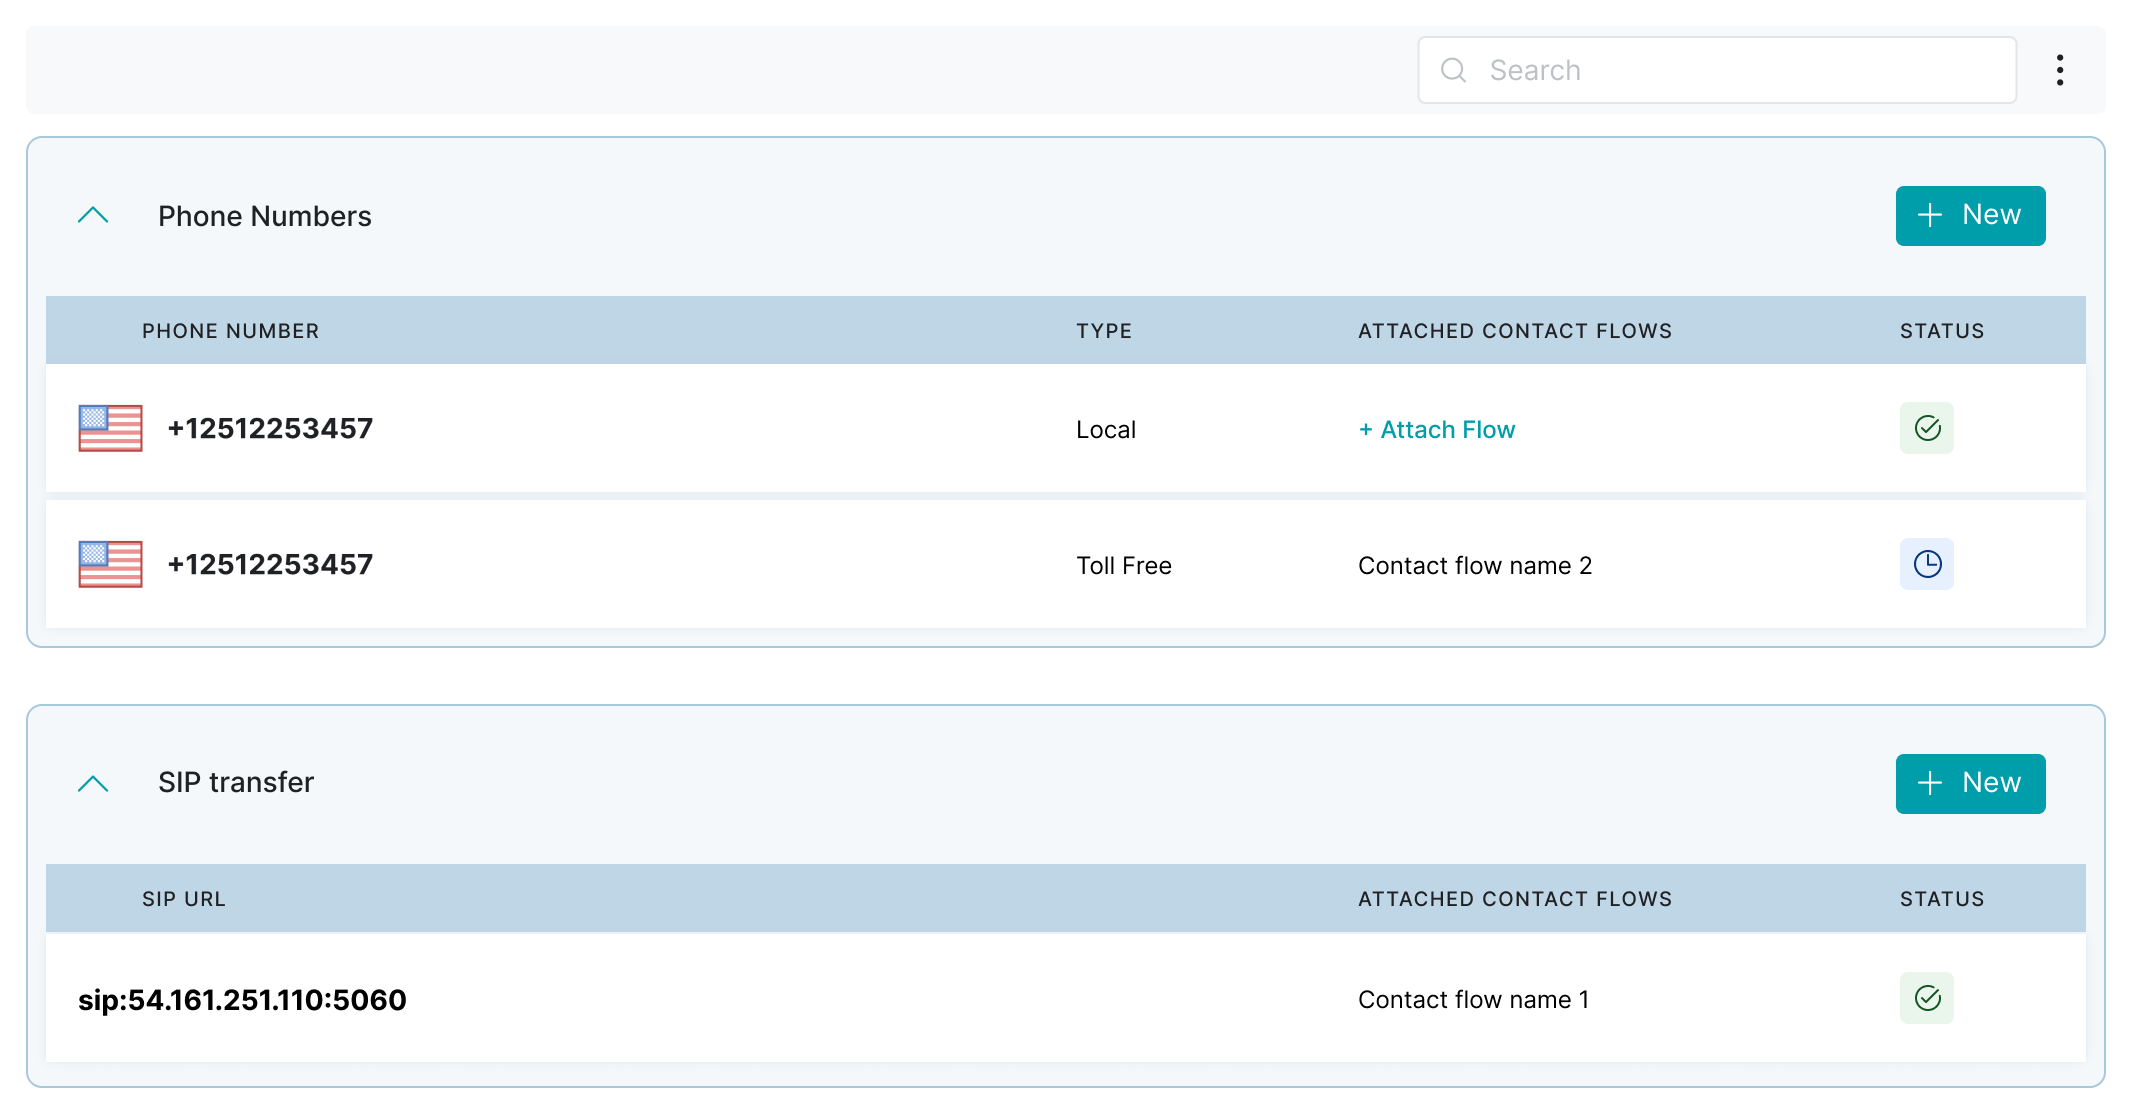 Search
Phone Numbers
+ New
PHONE NUMBER TYPE ATTACHED CONTACT FLOWS STATUS
+12512253457 Local + Attach Flow
+12512253457 Toll Free Contact flow name 2
SIP transfer
+ New
SIP URL ATTACHED CONTACT FLOWS STATUS
sip:54.161.251.110:5060 Contact flow name 1